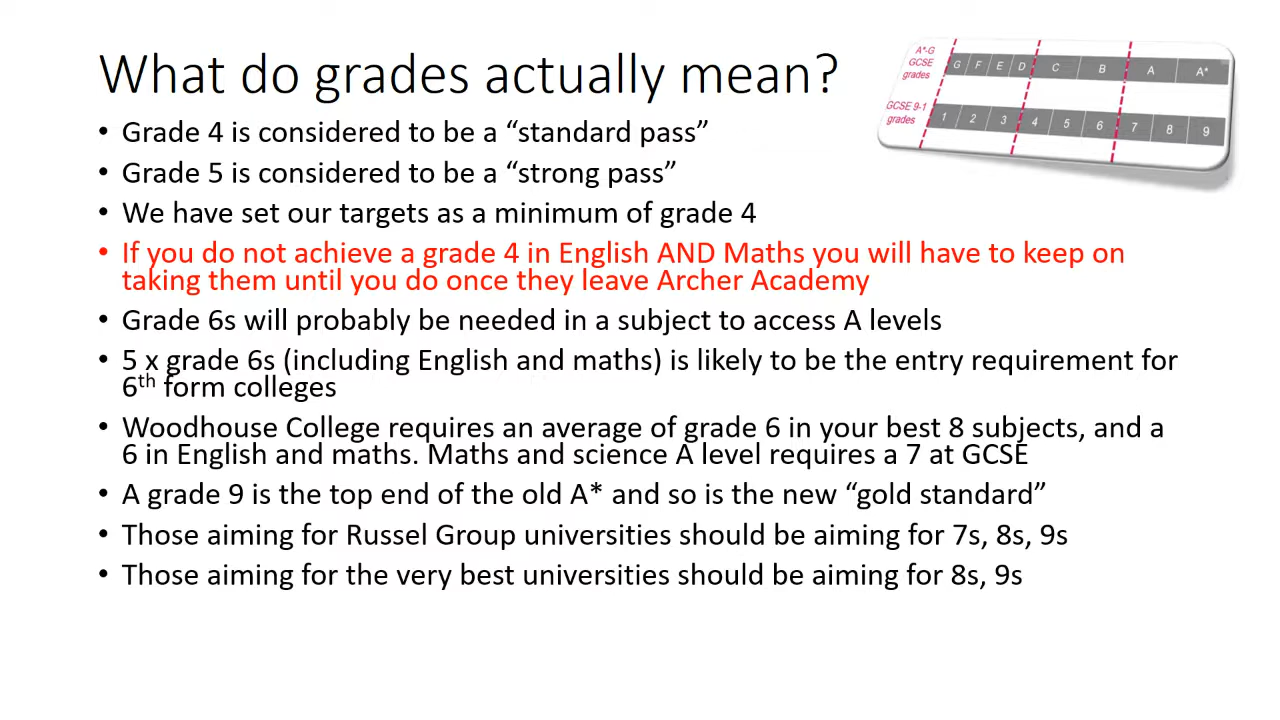 What do grades actually mean?
A*-G
GCSE
grades
G F E D C B A A*
GCSE 9-1
grades
1 2 3 4 5 6 7 8 9
• Grade 4 is considered to be a “standard pass”
• Grade 5 is considered to be a “strong pass”
• We have set our targets as a minimum of grade 4
• If you do not achieve a grade 4 in English AND Maths you will have to keep on
taking them until you do once they leave Archer Academy
• Grade 6s will probably be needed in a subject to access A levels
• 5 x grade 6s (including English and maths) is likely to be the entry requirement for
6th form colleges
• Woodhouse College requires an average of grade 6 in your best 8 subjects, and a
6 in English and maths. Maths and science A level requires a 7 at GCSE
• A grade 9 is the top end of the old A* and so is the new “gold standard”
• Those aiming for Russel Group universities should be aiming for 7s, 8s, 9s
• Those aiming for the very best universities should be aiming for 8s, 9s